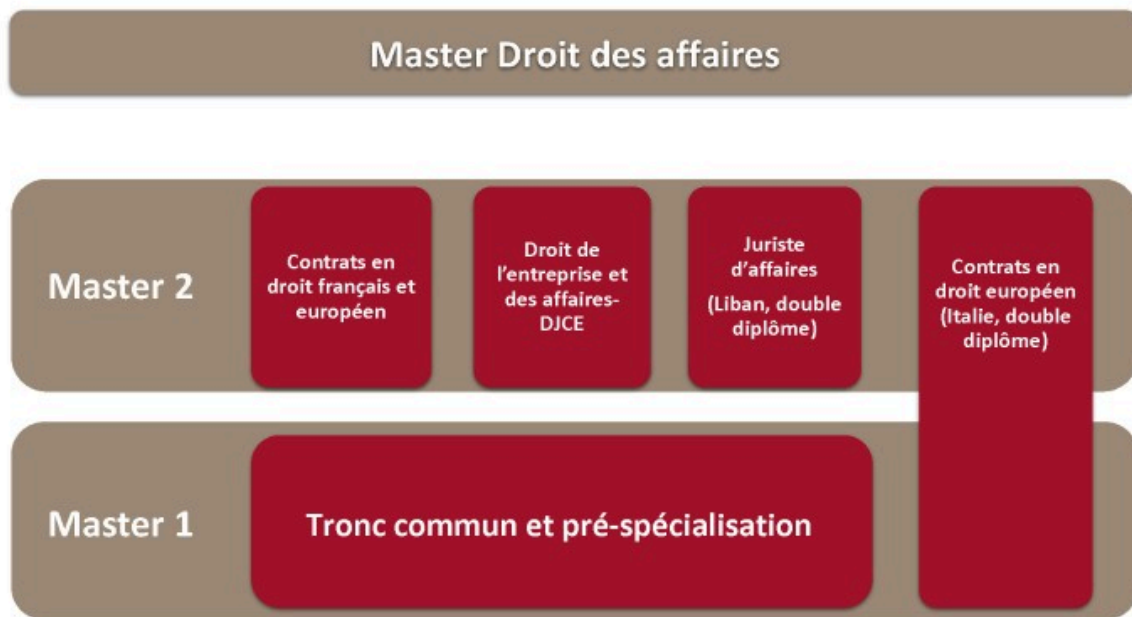 Master Droit des affaires
Master 2
Contrats en
droit français et
européen
Droit de
l'entreprise et
des affaires-
DJCE
Juriste
d'affaires
(Liban, double
diplôme)
Contrats en
droit européen
(Italie, double
diplôme)
Master 1
Tronc commun et pré-spécialisation